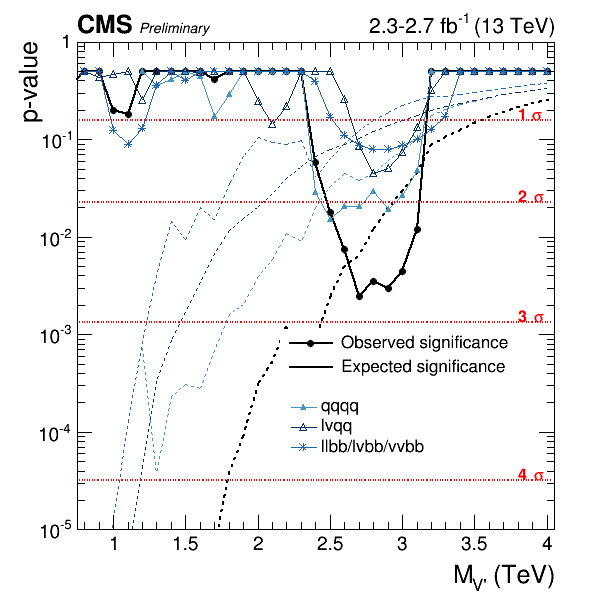 CMS Preliminary 2.3-2.7 fb⁻¹ (13 TeV)
p-value
1
10⁻¹
10⁻²
10⁻³
10⁻⁴
10⁻⁵
1 σ
2 σ
3 σ
4 σ
Observed significance
Expected significance
qqqq
lvqq
llbb/lvbb/vvbb
1 1.5 2 2.5 3 3.5 4
M_V' (TeV)